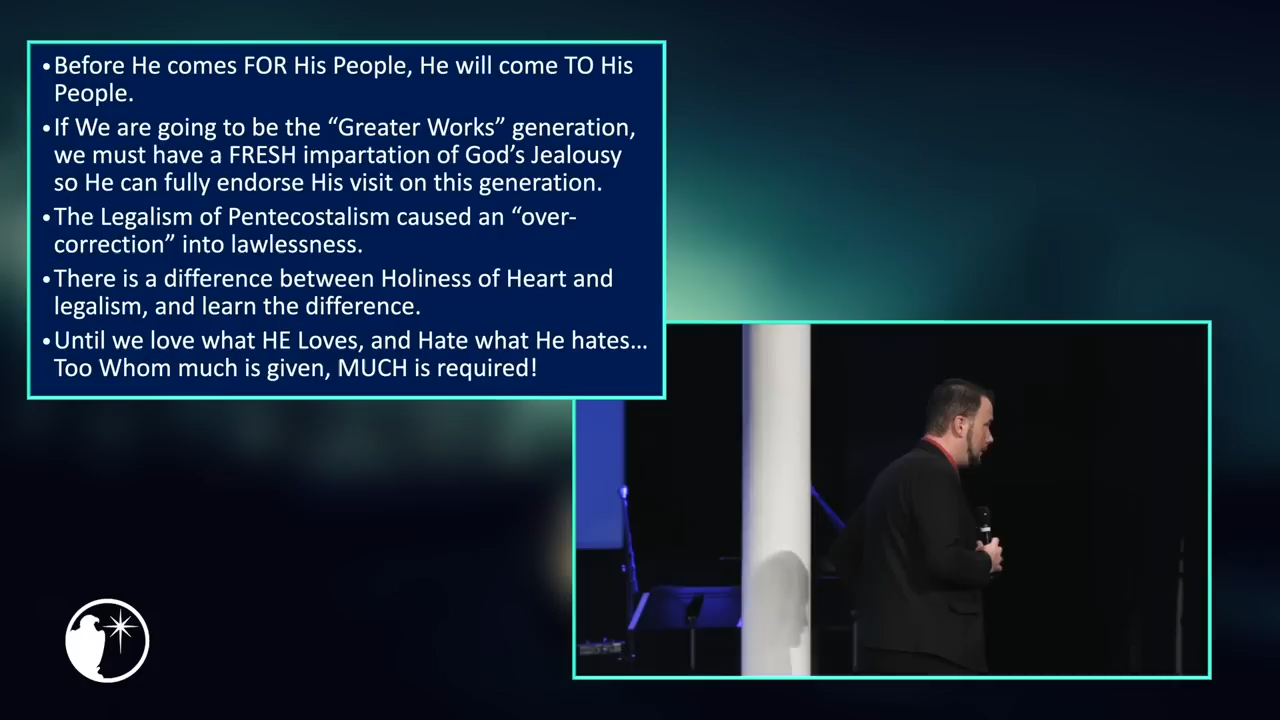 •Before He comes FOR His People, He will come TO His
People.
•If We are going to be the “Greater Works” generation,
we must have a FRESH impartation of God’s Jealousy
so He can fully endorse His visit on this generation.
•The Legalism of Pentecostalism caused an “over-
correction” into lawlessness.
•There is a difference between Holiness of Heart and
legalism, and learn the difference.
•Until we love what HE Loves, and Hate what He hates…
Too Whom much is given, MUCH is required!